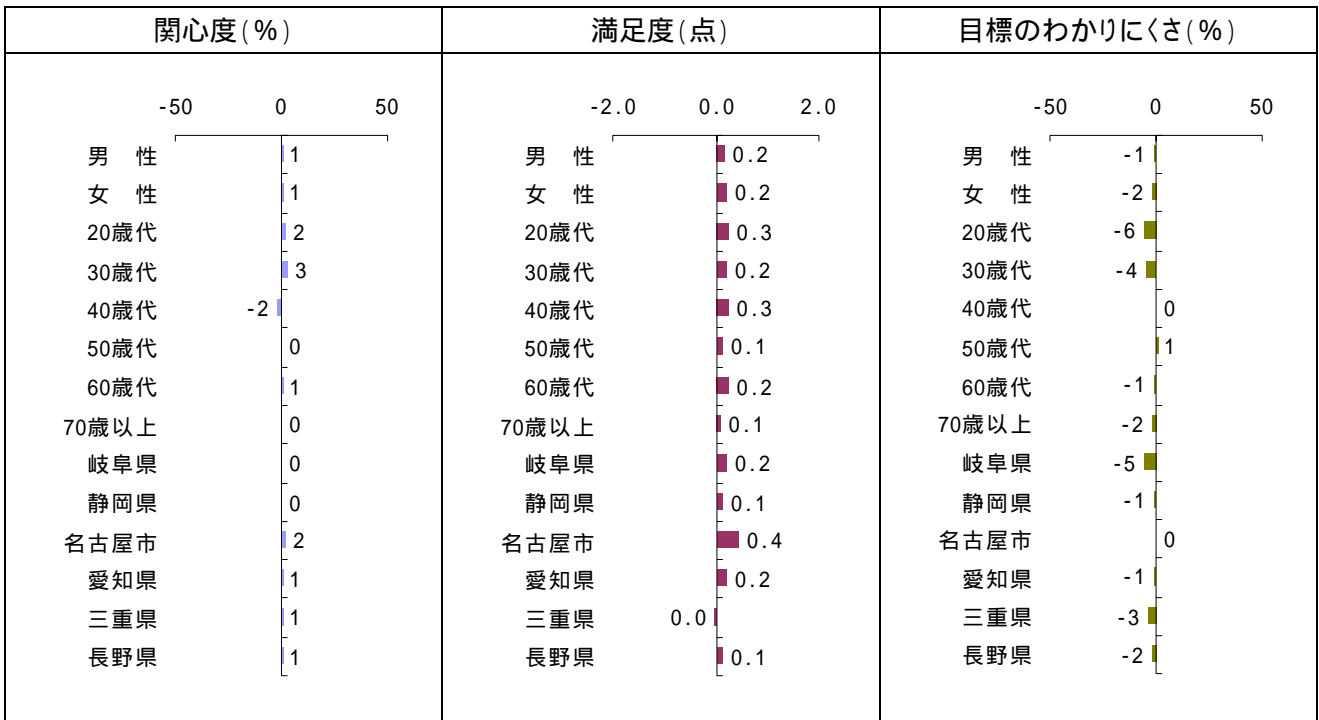 関心度(%) 満足度(点) 目標のわかりにくさ(%)
-50 0 50 -2.0 0.0 2.0 -50 0 50
男 性 1 男 性 0.2 男 性 -1
女 性 1 女 性 0.2 女 性 -2
20歳代 2 20歳代 0.3 20歳代 -6
30歳代 3 30歳代 0.2 30歳代 -4
40歳代 -2 40歳代 0.3 40歳代 0
50歳代 0 50歳代 0.1 50歳代 1
60歳代 1 60歳代 0.2 60歳代 -1
70歳以上 0 70歳以上 0.1 70歳以上 -2
岐阜県 0 岐阜県 0.2 岐阜県 -5
静岡県 0 静岡県 0.1 静岡県 -1
名古屋市 2 名古屋市 0.4 名古屋市 0
愛知県 1 愛知県 0.2 愛知県 -1
三重県 1 三重県 0.0 三重県 -3
長野県 1 長野県 0.1 長野県 -2